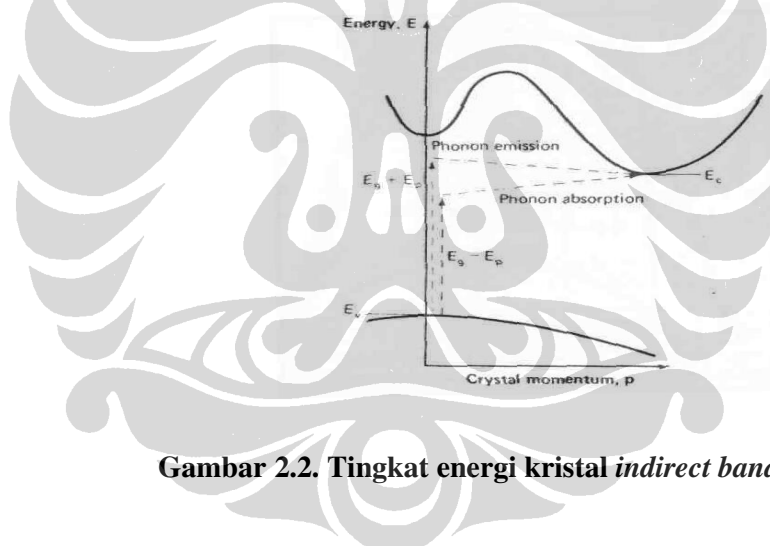 Energy, E
Phonon emission
E_g + E_p
E_c
Phonon absorption
E_g − E_p
E_v
Crystal momentum, p
Gambar 2.2. Tingkat energi kristal indirect band